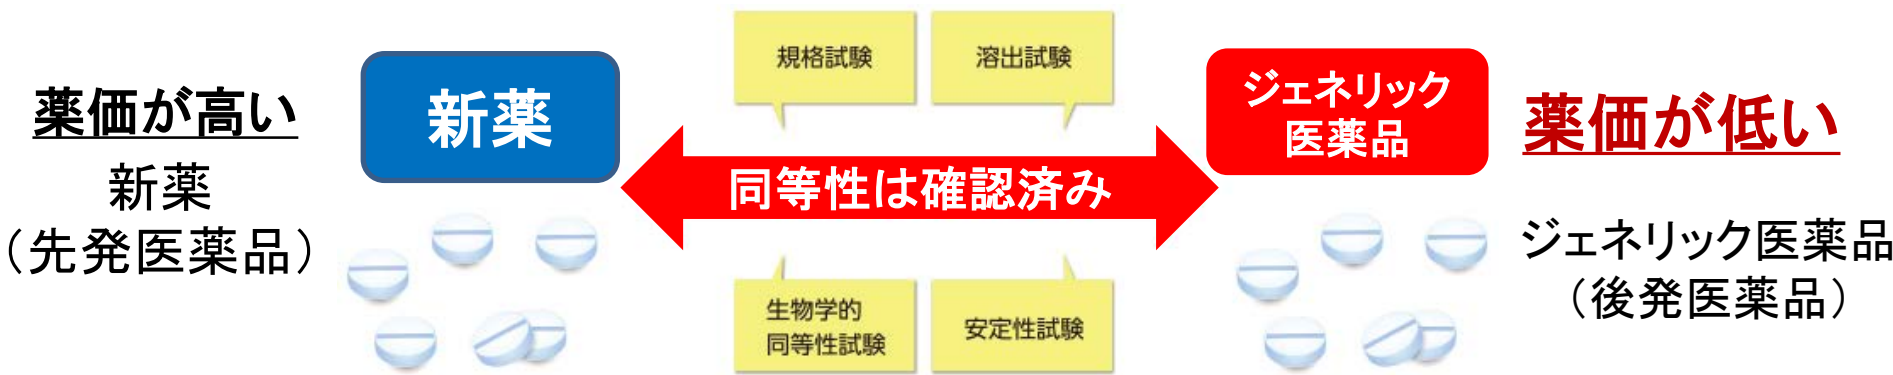 薬価が高い
新薬
（先発医薬品）
新薬
規格試験
溶出試験
同等性は確認済み
生物学的
同等性試験
安定性試験
ジェネリック
医薬品
薬価が低い
ジェネリック医薬品
（後発医薬品）